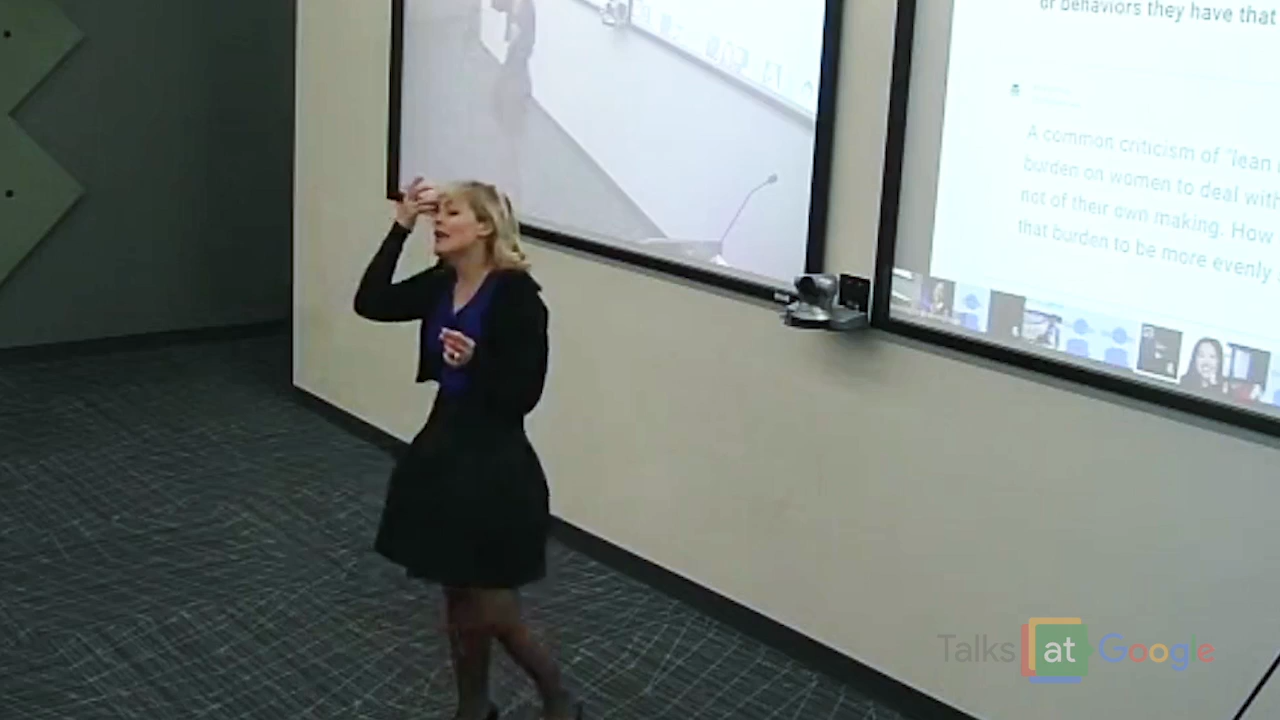 or behaviors they have that
A common criticism of "lean
burden on women to deal with
not of their own making. How
that burden to be more evenly
Talks at Google